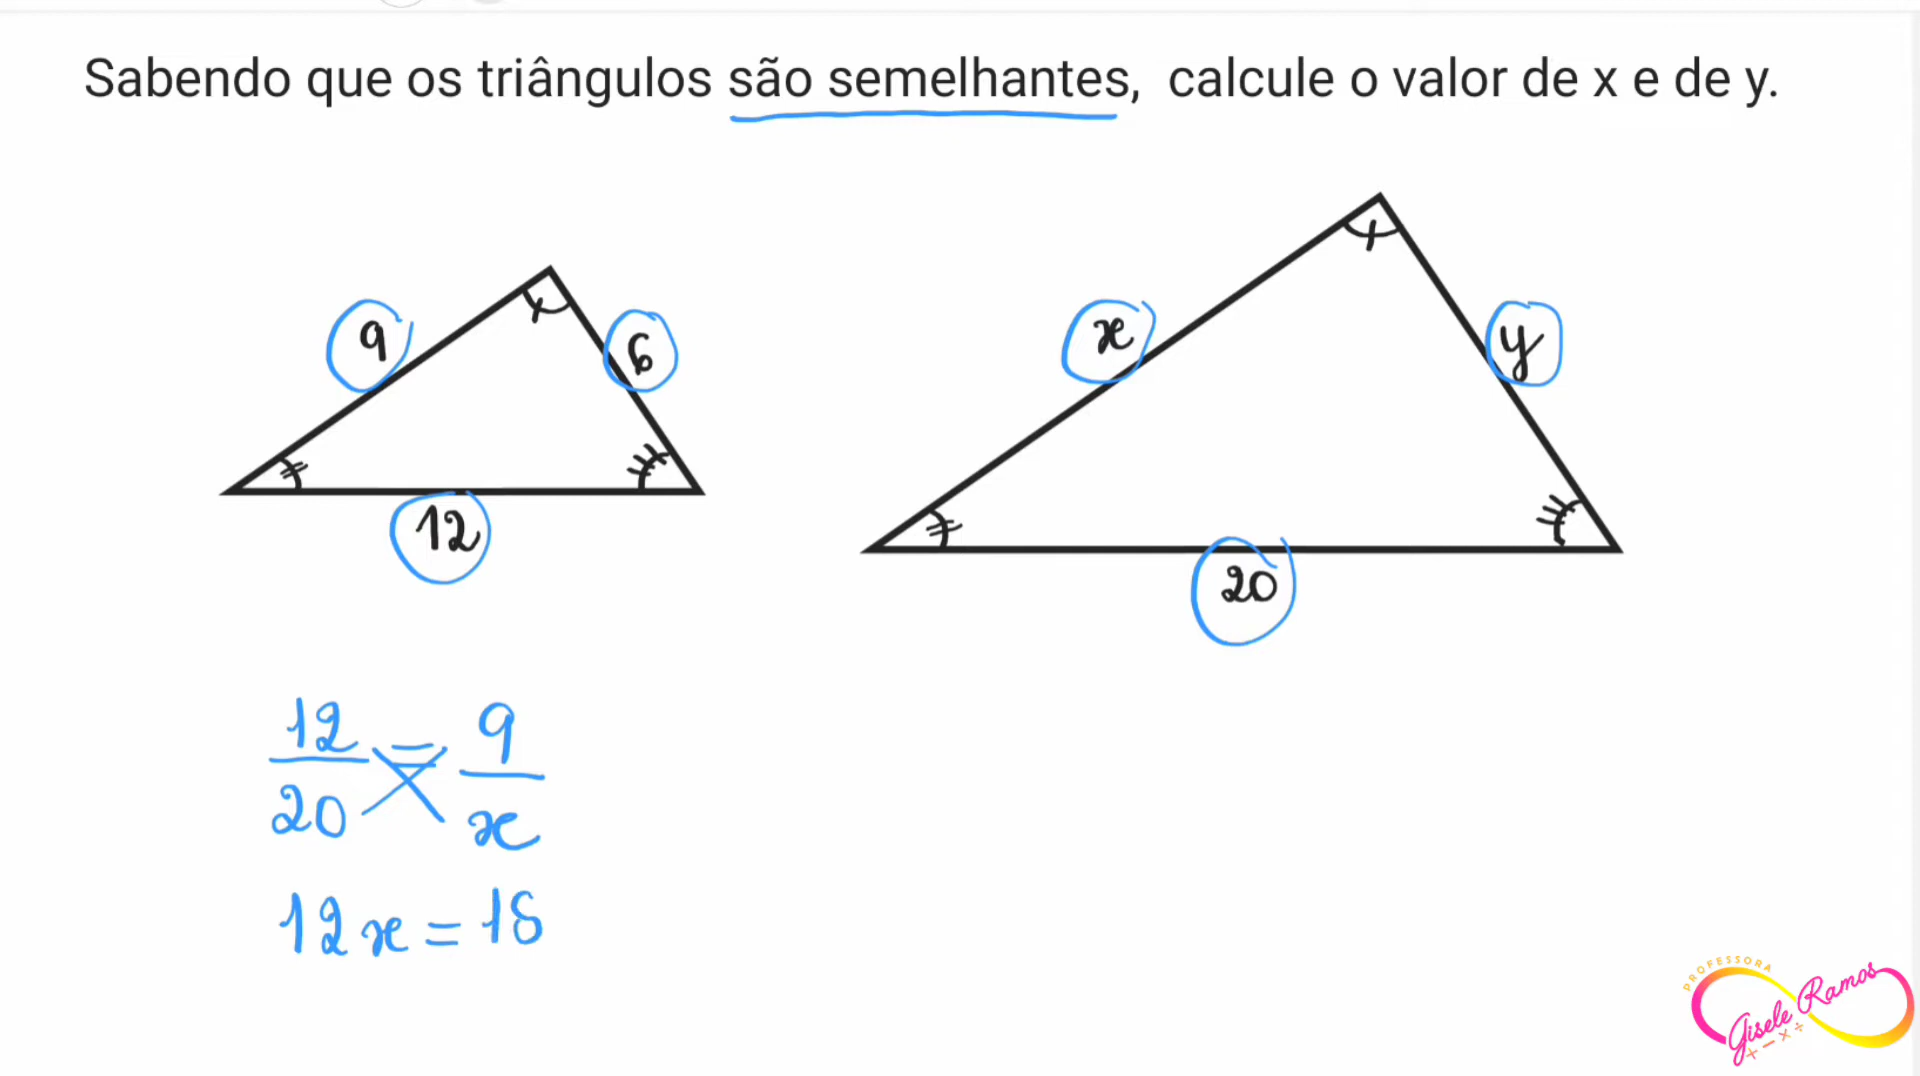 Sabendo que os triângulos são semelhantes, calcule o valor de x e de y.
9
6
12
x
y
20
12/20 = 9/x
12x = 18
PROFESSORA
Gisele Ramos
+ − × ÷